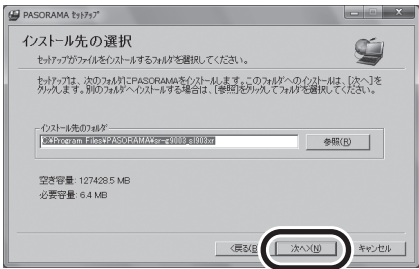 PASORAMA セットアップ
インストール先の選択
セットアップがファイルをインストールするフォルダを選択してください。
セットアップは、次のフォルダにPASORAMAをインストールします。このフォルダへのインストールは、[次へ]を
クリックします。別のフォルダへインストールする場合は、[参照]をクリックしてフォルダを選択してください。
インストール先のフォルダ
C:¥Program Files¥PASORAMA¥sr-g9003_sl903xr
参照(R)
空き容量: 127428.5 MB
必要容量: 6.4 MB
<戻る(B)
次へ>(N)
キャンセル